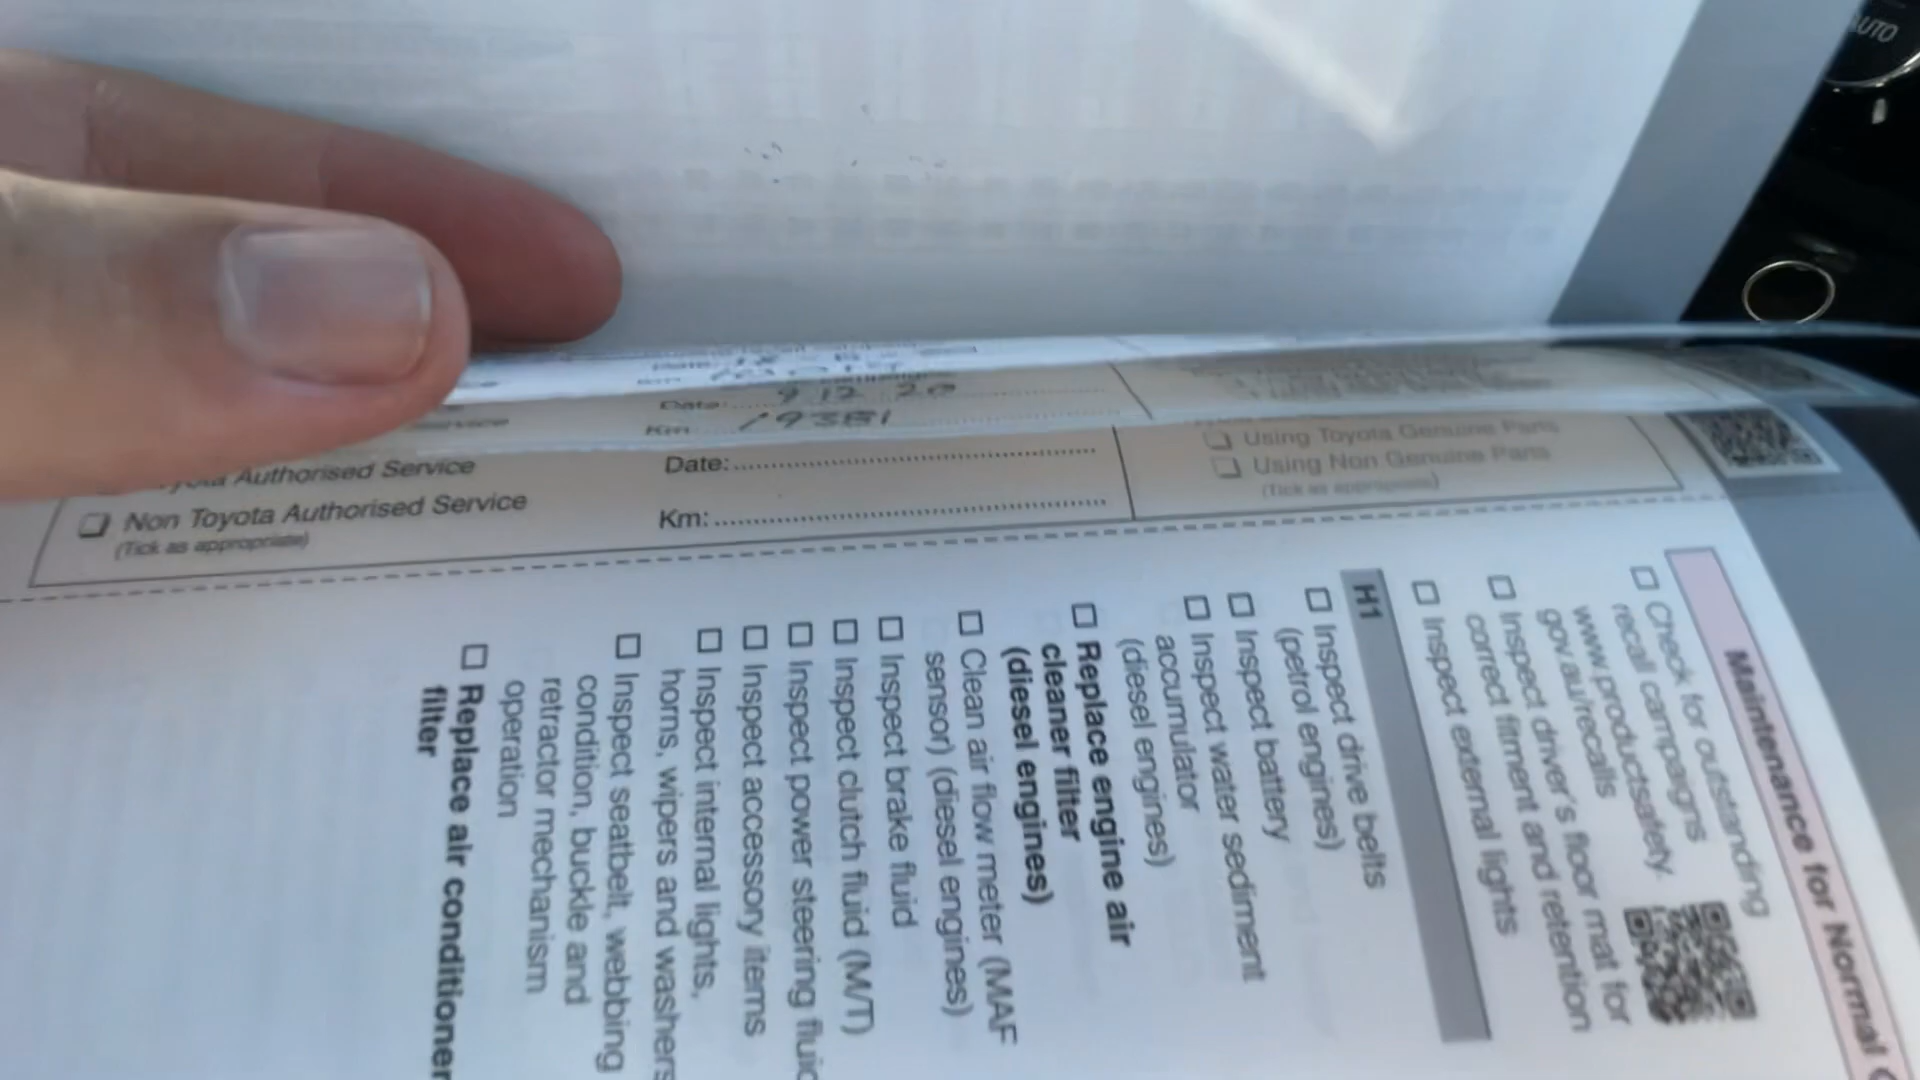 AUTO
Date:
9 12 20
Km:
19381
Authorised Service
Date:
Non Toyota Authorised Service
Km:
(Tick as appropriate)
Using Toyota Genuine Parts
Using Non Genuine Parts
(Tick as appropriate)
Maintenance for Normal
Check for outstanding
recall campaigns
www.productsafety.
gov.au/recalls
Inspect driver's floor mat for
correct fitment and retention
Inspect external lights
H1
Inspect drive belts
(petrol engines)
Inspect battery
Inspect water sediment
accumulator
(diesel engines)
Replace engine air
cleaner filter
(diesel engines)
Clean air flow meter (MAF
sensor) (diesel engines)
Inspect brake fluid
Inspect clutch fluid (M/T)
Inspect power steering fluid
Inspect accessory items
Inspect internal lights,
horns, wipers and washers
Inspect seatbelt, webbing
condition, buckle and
retractor mechanism
operation
Replace air conditioner
filter